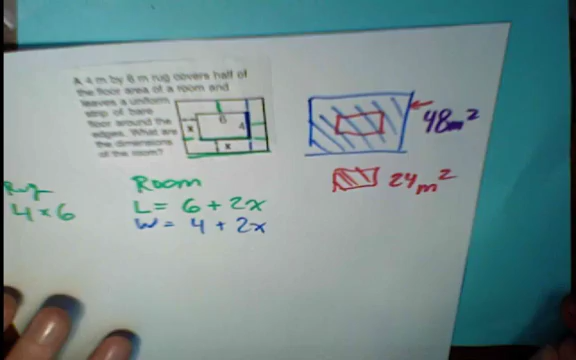 A 4 m by 6 m rug covers half of
the floor area of a room and
leaves a uniform
strip of bare
floor around the
edges. What are
the dimensions
of the room?
6
4
x
x
48m²
24m²
Rug
4 × 6
Room
L = 6 + 2x
W = 4 + 2x